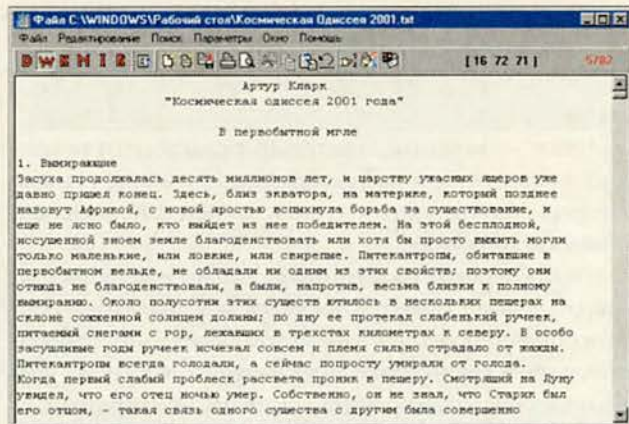 Файл C:\WINDOWS\Рабочий стол\Космическая Одиссея 2001.txt
Файл Редактирование Поиск Параметры Окно Помощь
D W E N I R [16 72 71] 5/82
Артур Кларк
"Космическая одиссея 2001 года"
В первобытной мгле
1. Вымирающие
Засуха продолжалась десять миллионов лет, и царству ужасных ящеров уже
давно пришел конец. Здесь, близ экватора, на материке, который позднее
назовут Африкой, с новой яростью вспыхнула борьба за существование, и
еще не ясно было, кто выйдет из нее победителем. На этой бесплодной,
иссушенной зноем земле благоденствовать или хотя бы просто выжить могли
только маленькие, или ловкие, или свирепые. Питекантропы, обитавшие в
первобытном вельде, не обладали ни одним из этих свойств; поэтому они
отнюдь не благоденствовали, а были, напротив, весьма близки к полному
вымиранию. Около полусотни этих существ ютилось в нескольких пещерах на
склоне сожженной солнцем долины; по дну ее протекал слабенький ручеек,
питаемый снегами с гор, лежавших в трехстах километрах к северу. В особо
засушливые годы ручеек исчезал совсем и племя сильно страдало от жажды.
Питекантропы всегда голодали, а сейчас попросту умирали от голода.
Когда первый слабый проблеск рассвета проник в пещеру. Смотрящий на Луну
увидел, что его отец ночью умер. Собственно, он не знал, что Старик был
его отцом, - такая связь одного существа с другим была совершенно